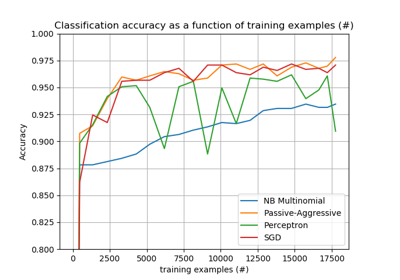 Classification accuracy as a function of training examples (#)
1.000
0.975
0.950
0.925
0.900
0.875
0.850
0.825
0.800
Accuracy
NB Multinomial
Passive-Aggressive
Perceptron
SGD
0 2500 5000 7500 10000 12500 15000 17500
training examples (#)